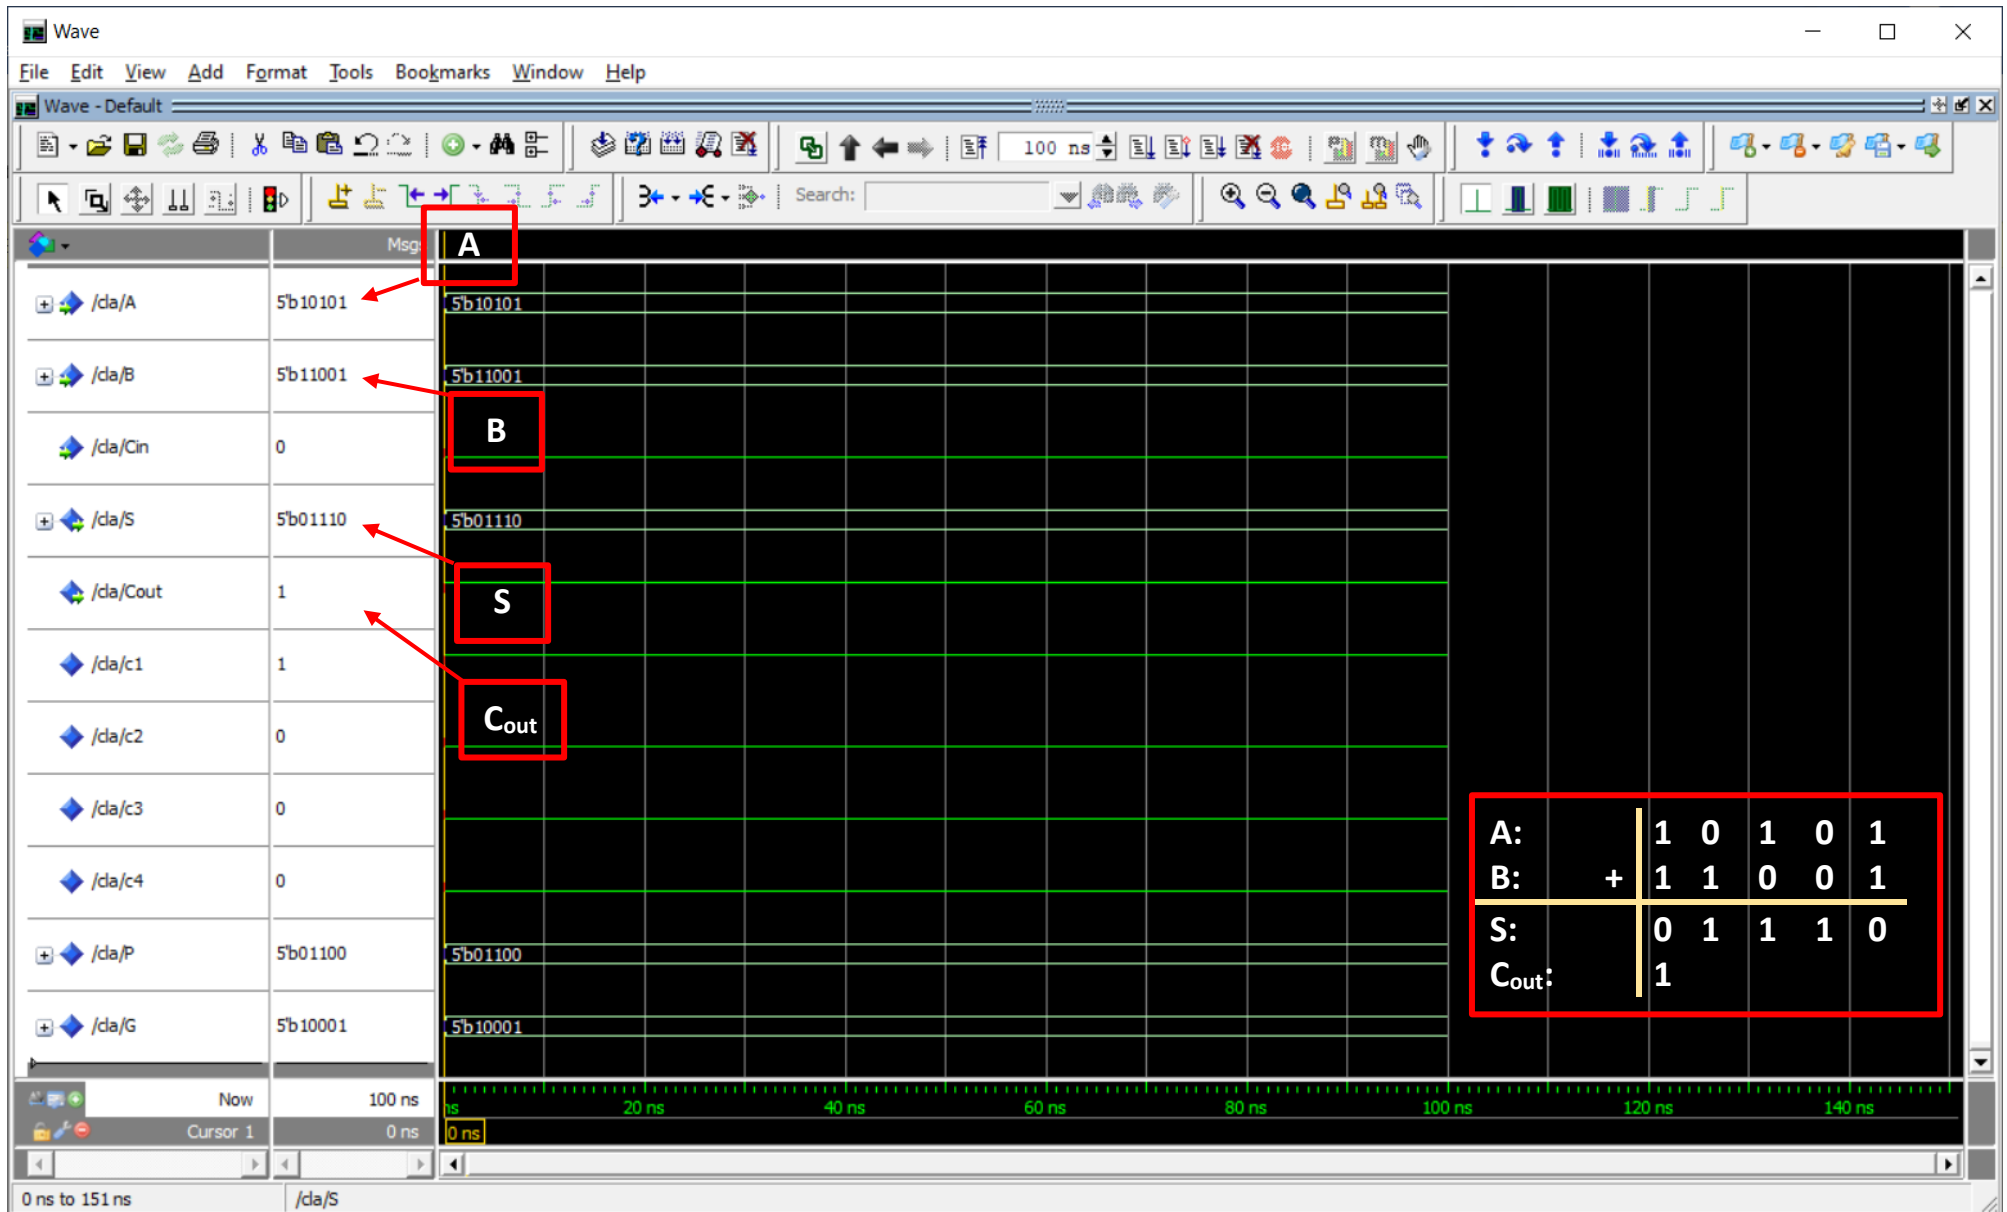 Wave
File Edit View Add Format Tools Bookmarks Window Help
Wave - Default
100 ns
Search:
Msgs
A
/cla/A 5'b10101 5'b10101
/cla/B 5'b11001 5'b11001
B
/cla/Cin 0
/cla/S 5'b01110 5'b01110
/cla/Cout 1
S
/cla/c1 1
Cout
/cla/c2 0
/cla/c3 0
/cla/c4 0
/cla/P 5'b01100 5'b01100
/cla/G 5'b10001 5'b10001
A: 1 0 1 0 1
B: + 1 1 0 0 1
S: 0 1 1 1 0
Cout: 1
Now 100 ns
ns 20 ns 40 ns 60 ns 80 ns 100 ns 120 ns 140 ns
Cursor 1 0 ns 0 ns
0 ns to 151 ns /cla/S